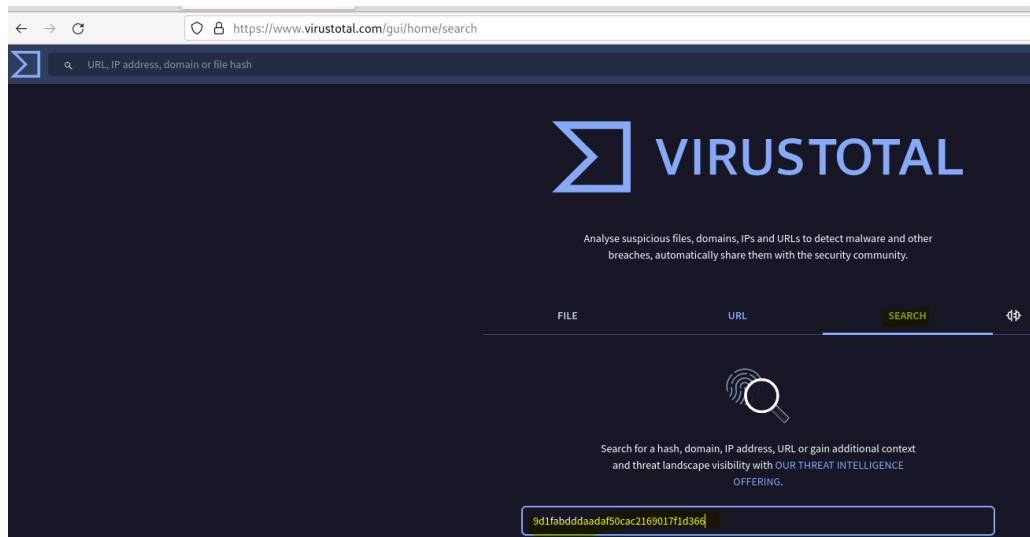 https://www.virustotal.com/gui/home/search
URL, IP address, domain or file hash
VIRUSTOTAL
Analyse suspicious files, domains, IPs and URLs to detect malware and other
breaches, automatically share them with the security community.
FILE URL SEARCH
Search for a hash, domain, IP address, URL or gain additional context
and threat landscape visibility with OUR THREAT INTELLIGENCE
OFFERING.
9d1fabdddaadaf50cac2169017f1d366